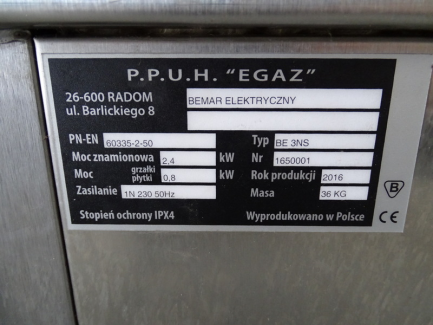 P.P.U.H. "EGAZ"
26-600 RADOM
ul. Barlickiego 8
BEMAR ELEKTRYCZNY
PN-EN 60335-2-50 Typ BE 3NS
Moc znamionowa 2,4 kW Nr 1650001
Moc grzałki płytki 0,8 kW Rok produkcji 2016
Zasilanie 1N 230 50Hz Masa 36 KG
Stopień ochrony IPX4 Wyprodukowano w Polsce
B CE